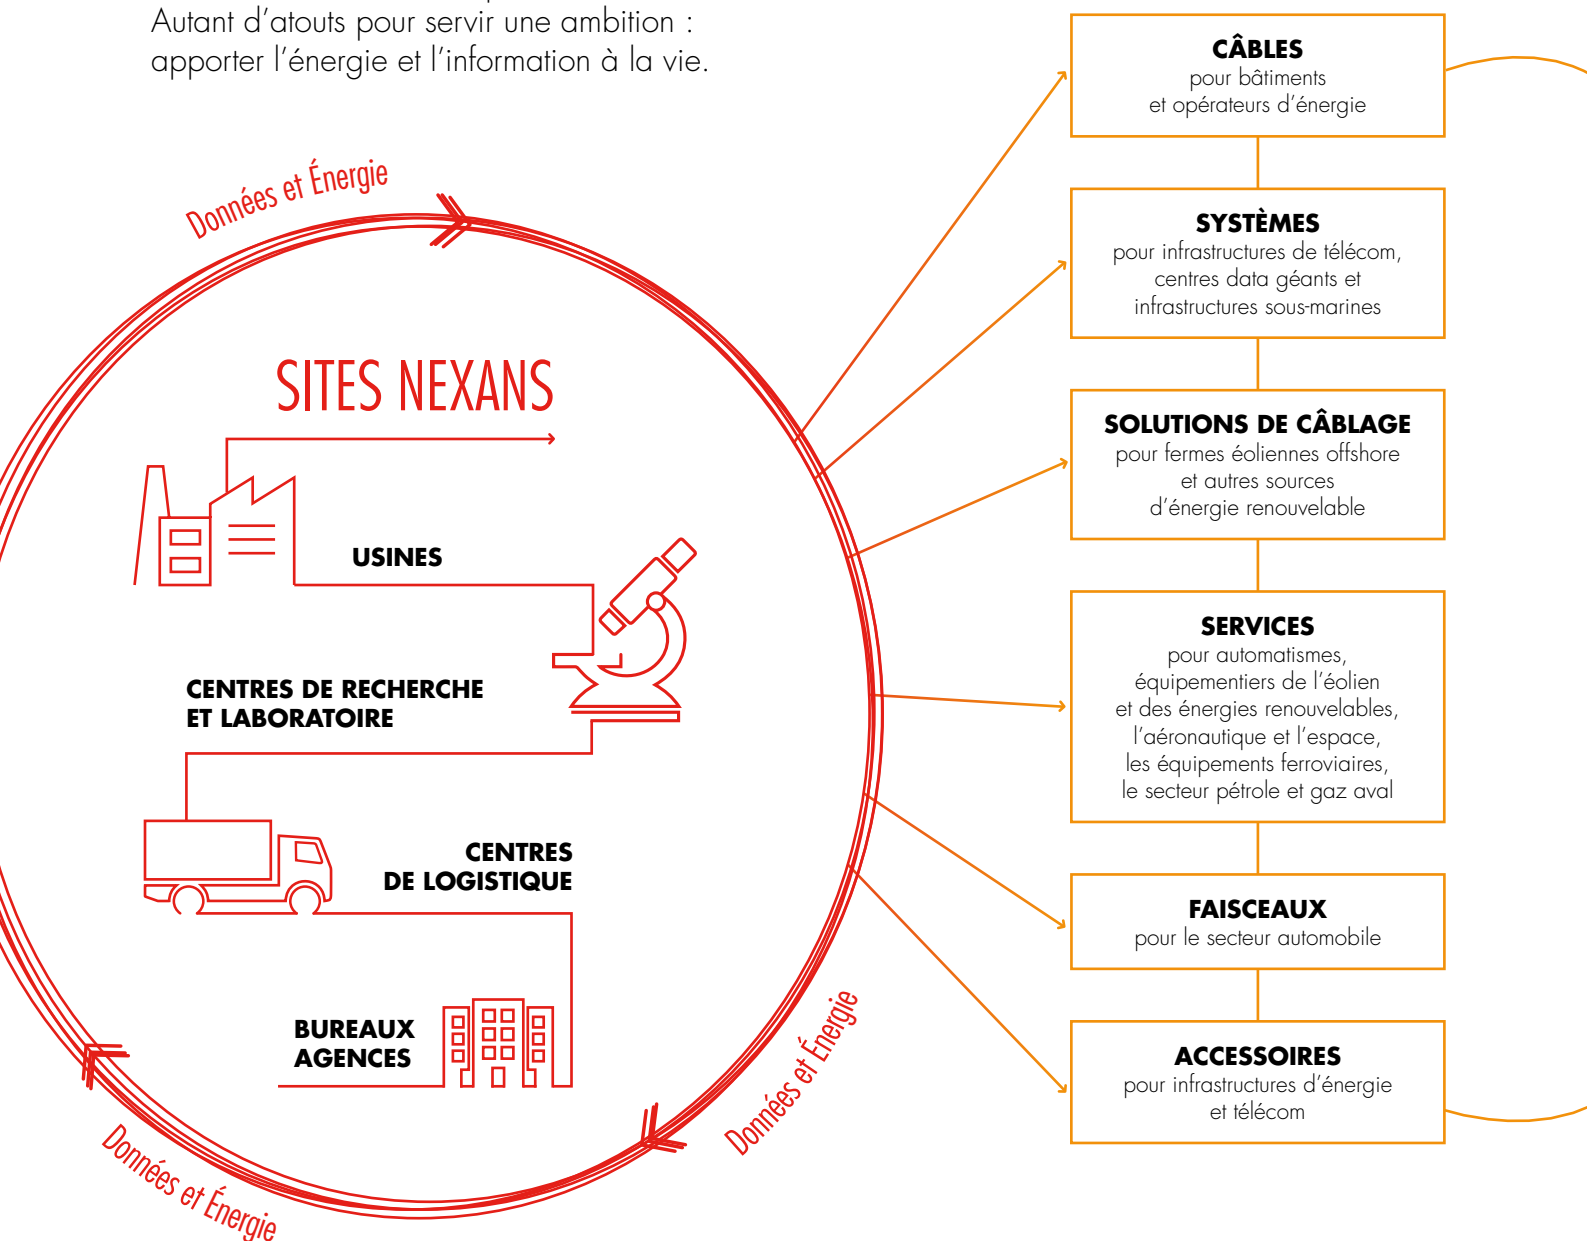 Autant d’atouts pour servir une ambition :
apporter l’énergie et l’information à la vie.
Données et Énergie
SITES NEXANS
USINES
CENTRES DE RECHERCHE
ET LABORATOIRE
CENTRES
DE LOGISTIQUE
BUREAUX
AGENCES
Données et Énergie
Données et Énergie
CÂBLES
pour bâtiments
et opérateurs d’énergie
SYSTÈMES
pour infrastructures de télécom,
centres data géants et
infrastructures sous-marines
SOLUTIONS DE CÂBLAGE
pour fermes éoliennes offshore
et autres sources
d’énergie renouvelable
SERVICES
pour automatismes,
équipementiers de l’éolien
et des énergies renouvelables,
l’aéronautique et l’espace,
les équipements ferroviaires,
le secteur pétrole et gaz aval
FAISCEAUX
pour le secteur automobile
ACCESSOIRES
pour infrastructures d’énergie
et télécom